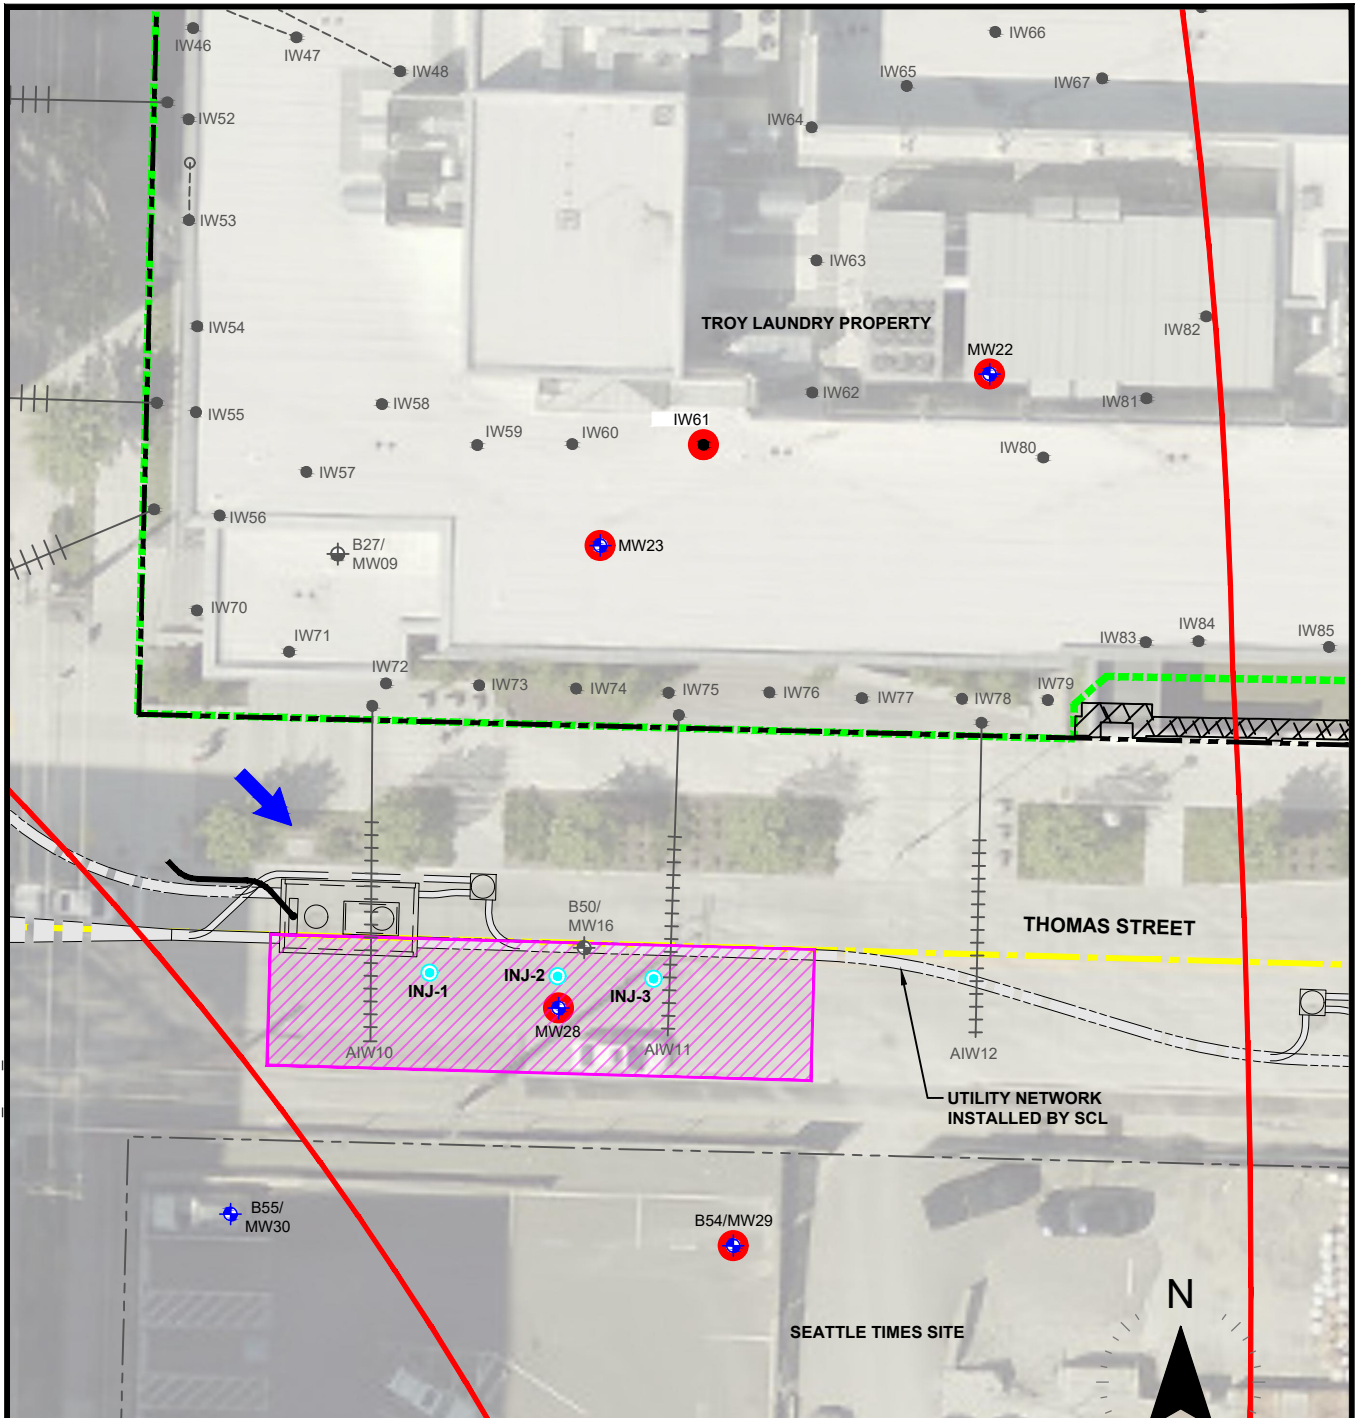 IW46
IW47
IW48
IW66
IW65
IW67
IW52
IW64
IW53
IW63
TROY LAUNDRY PROPERTY
IW54
IW82
MW22
IW55
IW58
IW62
IW81
IW61
IW59
IW60
IW80
IW57
IW56
B27/
MW09
MW23
IW70
IW71
IW83
IW84
IW85
IW72
IW73
IW74
IW75
IW76
IW77
IW78
IW79
B50/
MW16
THOMAS STREET
INJ-1
INJ-2
INJ-3
MW28
AIW10
AIW11
AIW12
UTILITY NETWORK
INSTALLED BY SCL
B55/
MW30
B54/MW29
N
SEATTLE TIMES SITE